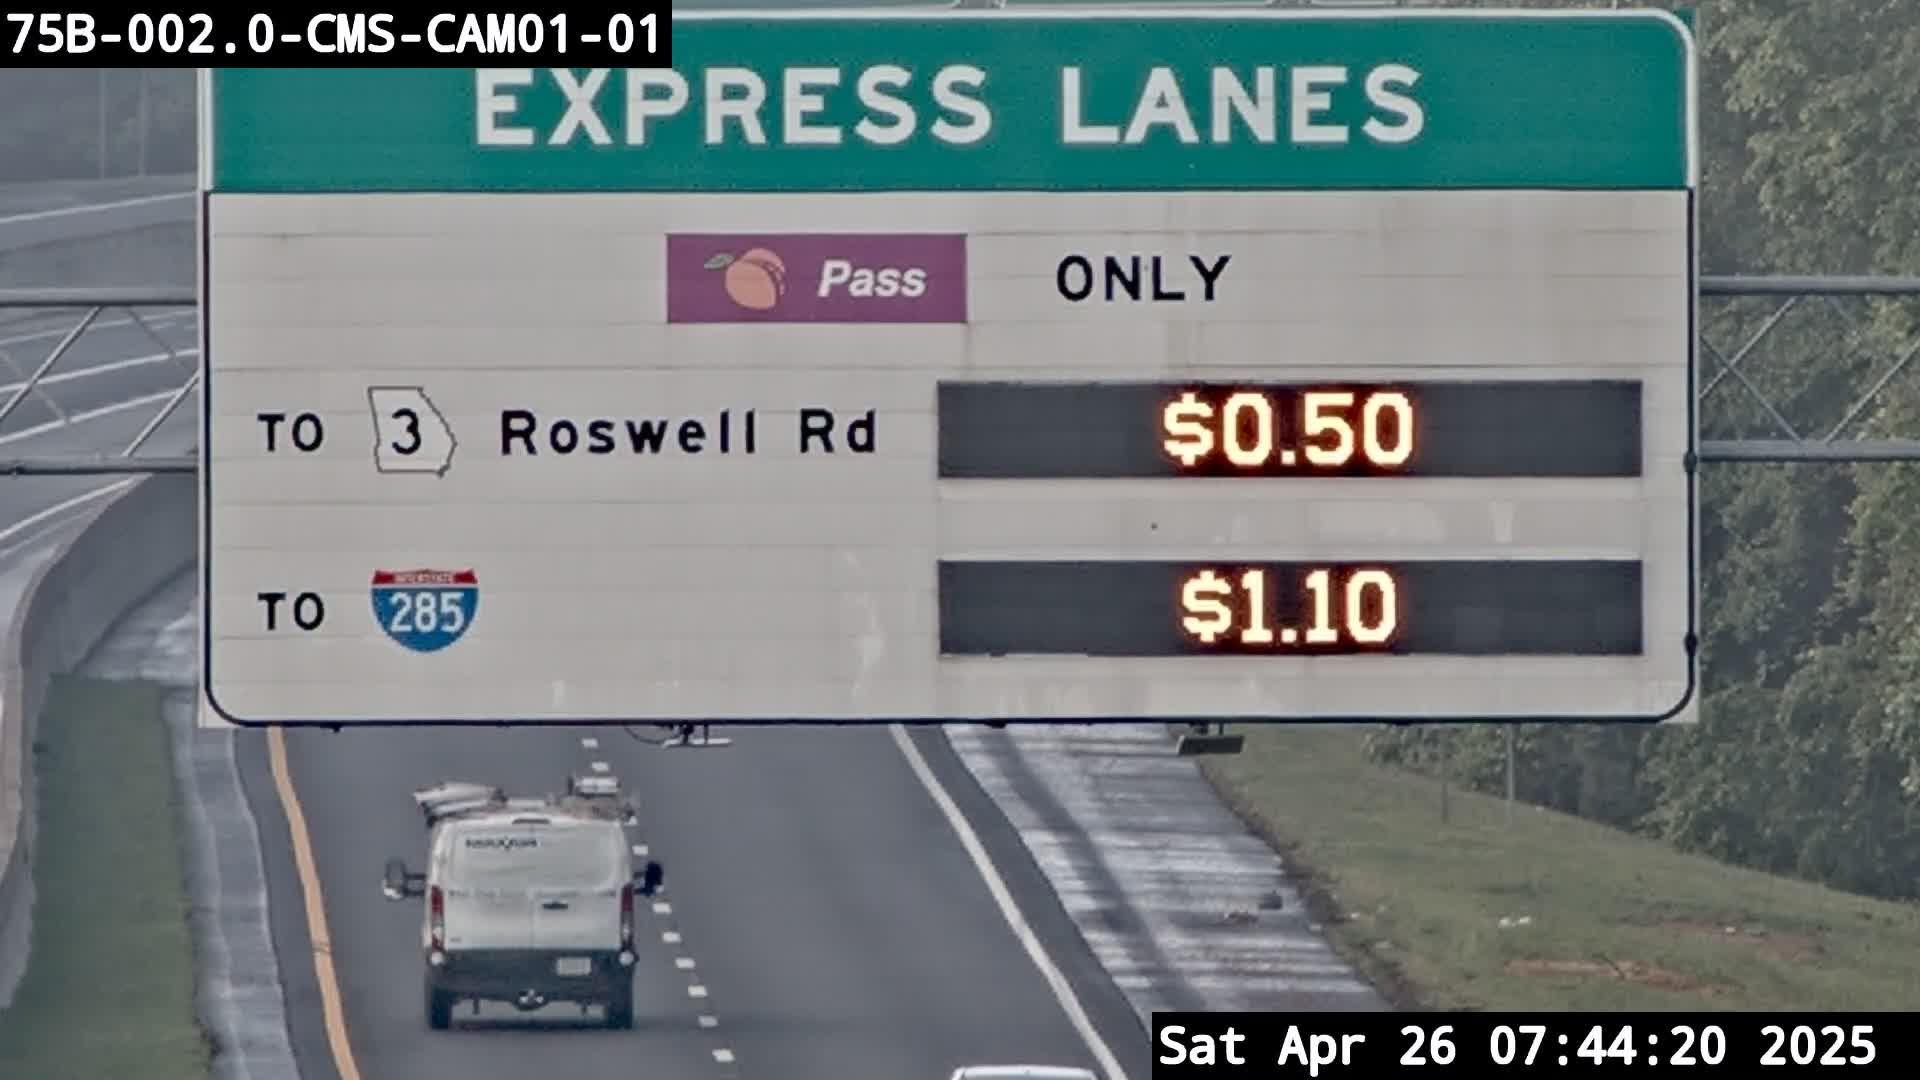 75B-002.0-CMS-CAM01-01
EXPRESS LANES
Pass ONLY
TO 3 Roswell Rd $0.50
TO INTERSTATE 285 $1.10
Sat Apr 26 07:44:20 2025